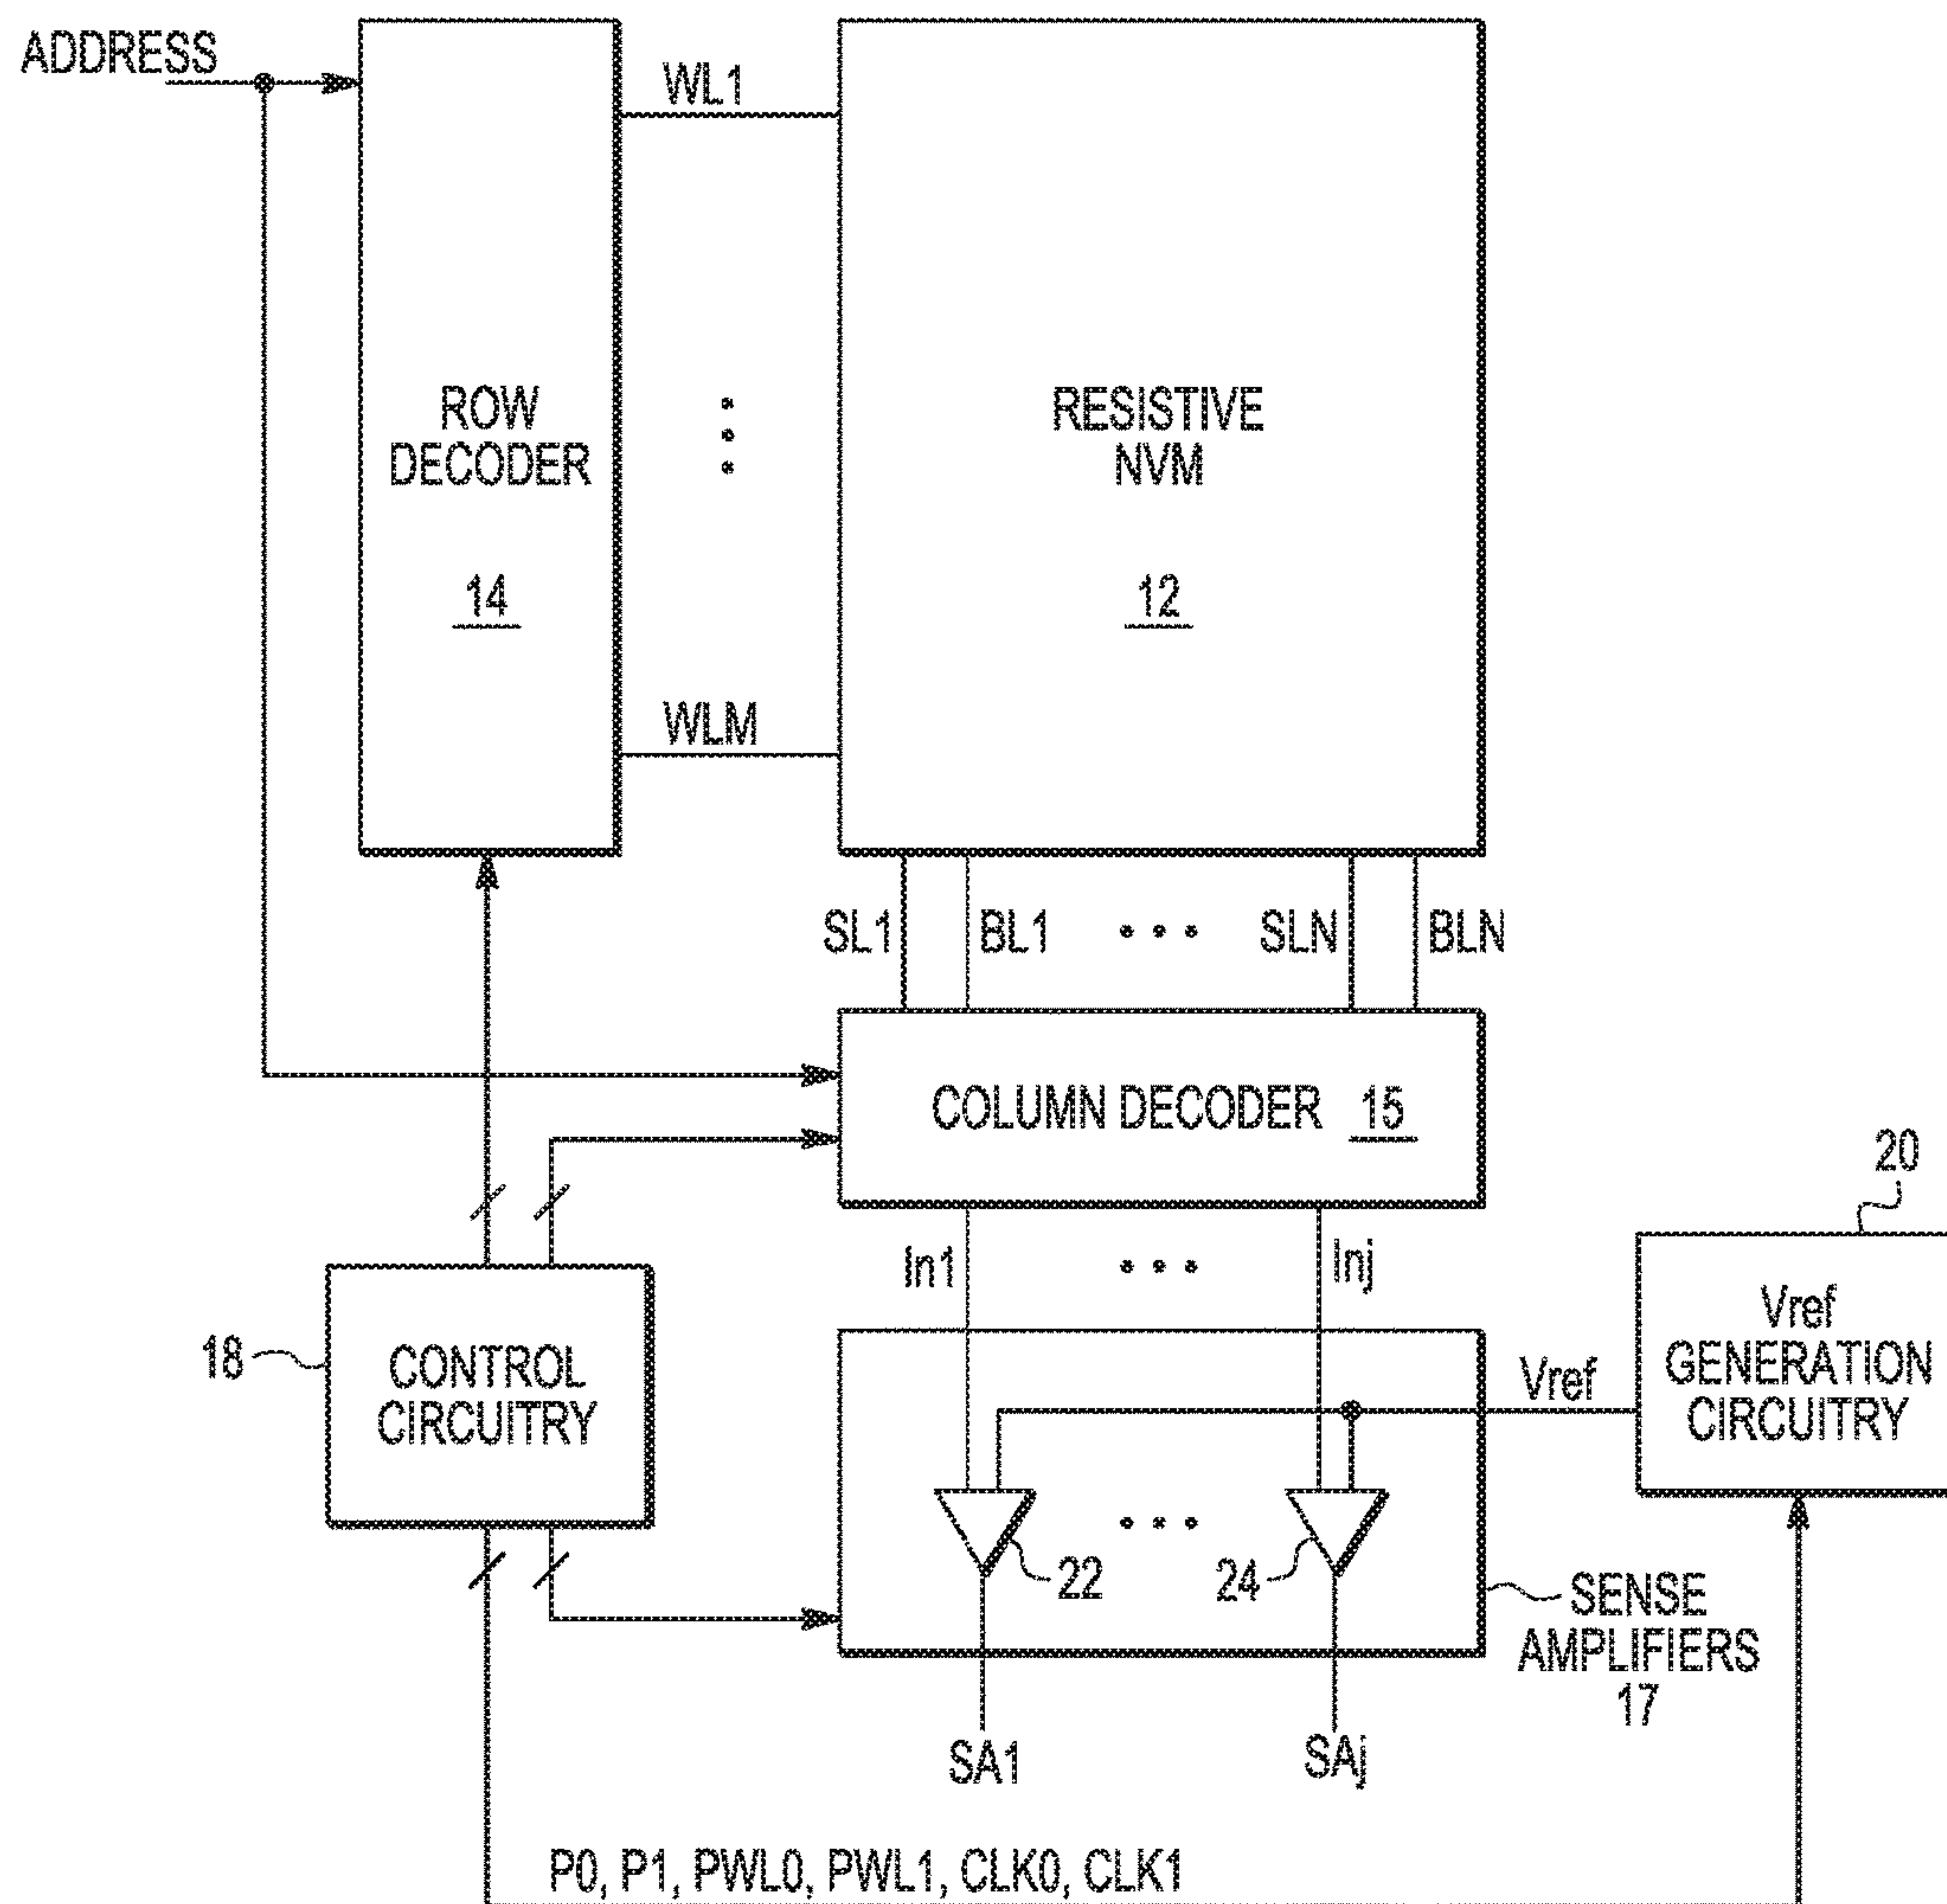 ADDRESS
WL1
ROW
DECODER
14
RESISTIVE
NVM
12
WLM
SL1
BL1
SLN
BLN
COLUMN DECODER 15
20
In1
Inj
18
CONTROL
CIRCUITRY
Vref
Vref
GENERATION
CIRCUITRY
22
24
SENSE
AMPLIFIERS
17
SA1
SAj
P0, P1, PWL0, PWL1, CLK0, CLK1